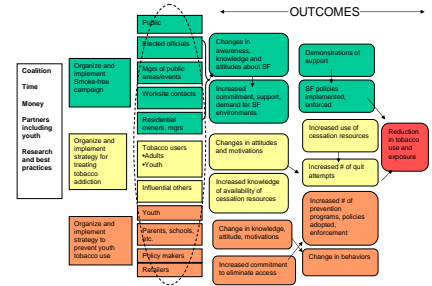 OUTCOMES
Coalition
Time
Money
Partners
including
youth
Research
and best
practices
Organize and
implement
Smoke-free
campaign
Organize and
implement
strategy for
treating
tobacco
addiction
Organize and
implement
strategy to
prevent youth
tobacco use
Public
Elected officials
Mgrs of public
areas/events
Worksite contacts
Residential
owners, mgrs
Tobacco users
•Adults
•Youth
Influential others
Youth
Parents, schools,
etc.
Policy makers
Retailers
Changes in
awareness,
knowledge and
attitudes about SF
Increased
commitment, support,
demand for SF
environments
Changes in attitudes
and motivations
Increased knowledge
of availability of
cessation resources
Change in knowledge,
attitude, motivations
Increased commitment
to eliminate access
Demonstrations of
support
SF policies
implemented,
enforced
Increased use of
cessation resources
Increased # of quit
attempts
Increased # of
prevention
programs, policies
adopted,
enforcement
Change in behaviors
Reduction
in tobacco
use and
exposure